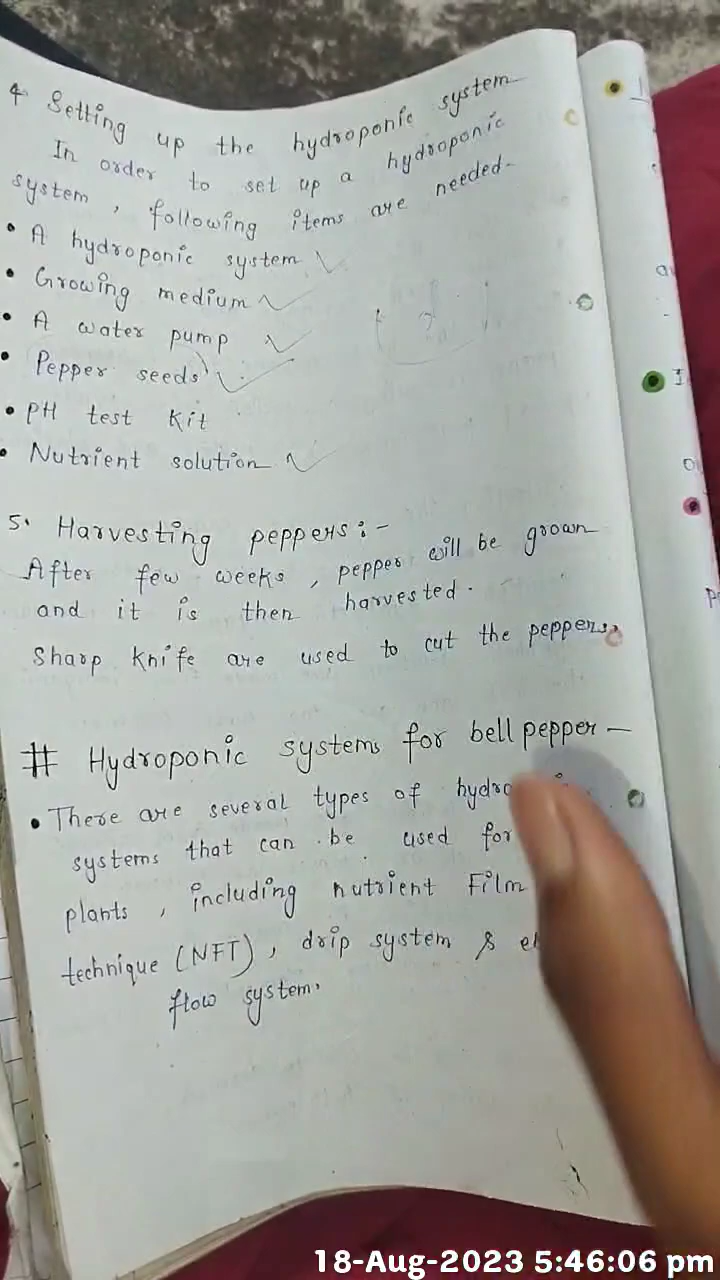 4 Setting up the hydroponic system
In order to set up a hydroponic
system, following items are needed-
• A hydroponic system
• Growing medium
• A water pump
• Pepper seeds
• PH test Kit
• Nutrient solution
5. Harvesting peppers:-
After few weeks, pepper will be grown
and it is then harvested.
Sharp Knife are used to cut the peppers.
# Hydroponic systems for bell pepper-
• There are several types of
systems that can be used for
plants, including nutrient Film
technique (NFT), drip system &
flow system.
18-Aug-2023 5:46:06 pm